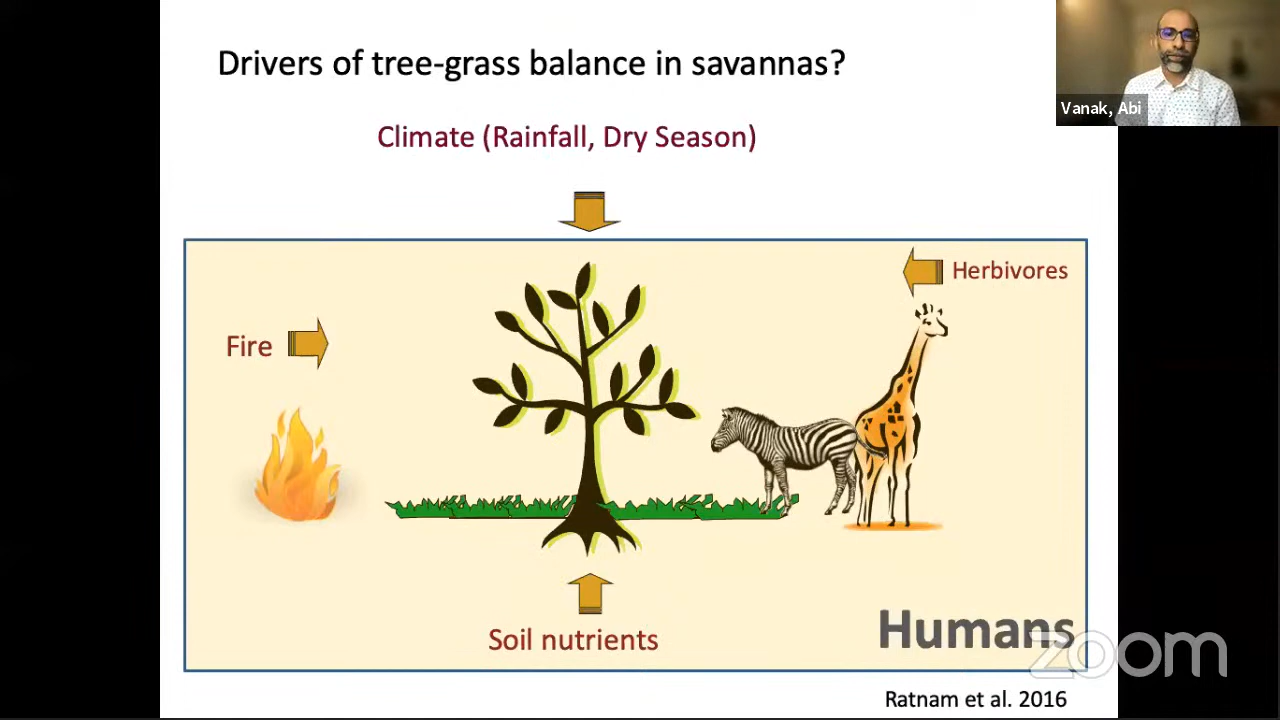 Drivers of tree-grass balance in savannas?
Vanak, Abi
Climate (Rainfall, Dry Season)
Herbivores
Fire
Humans
Soil nutrients
zoom
Ratnam et al. 2016